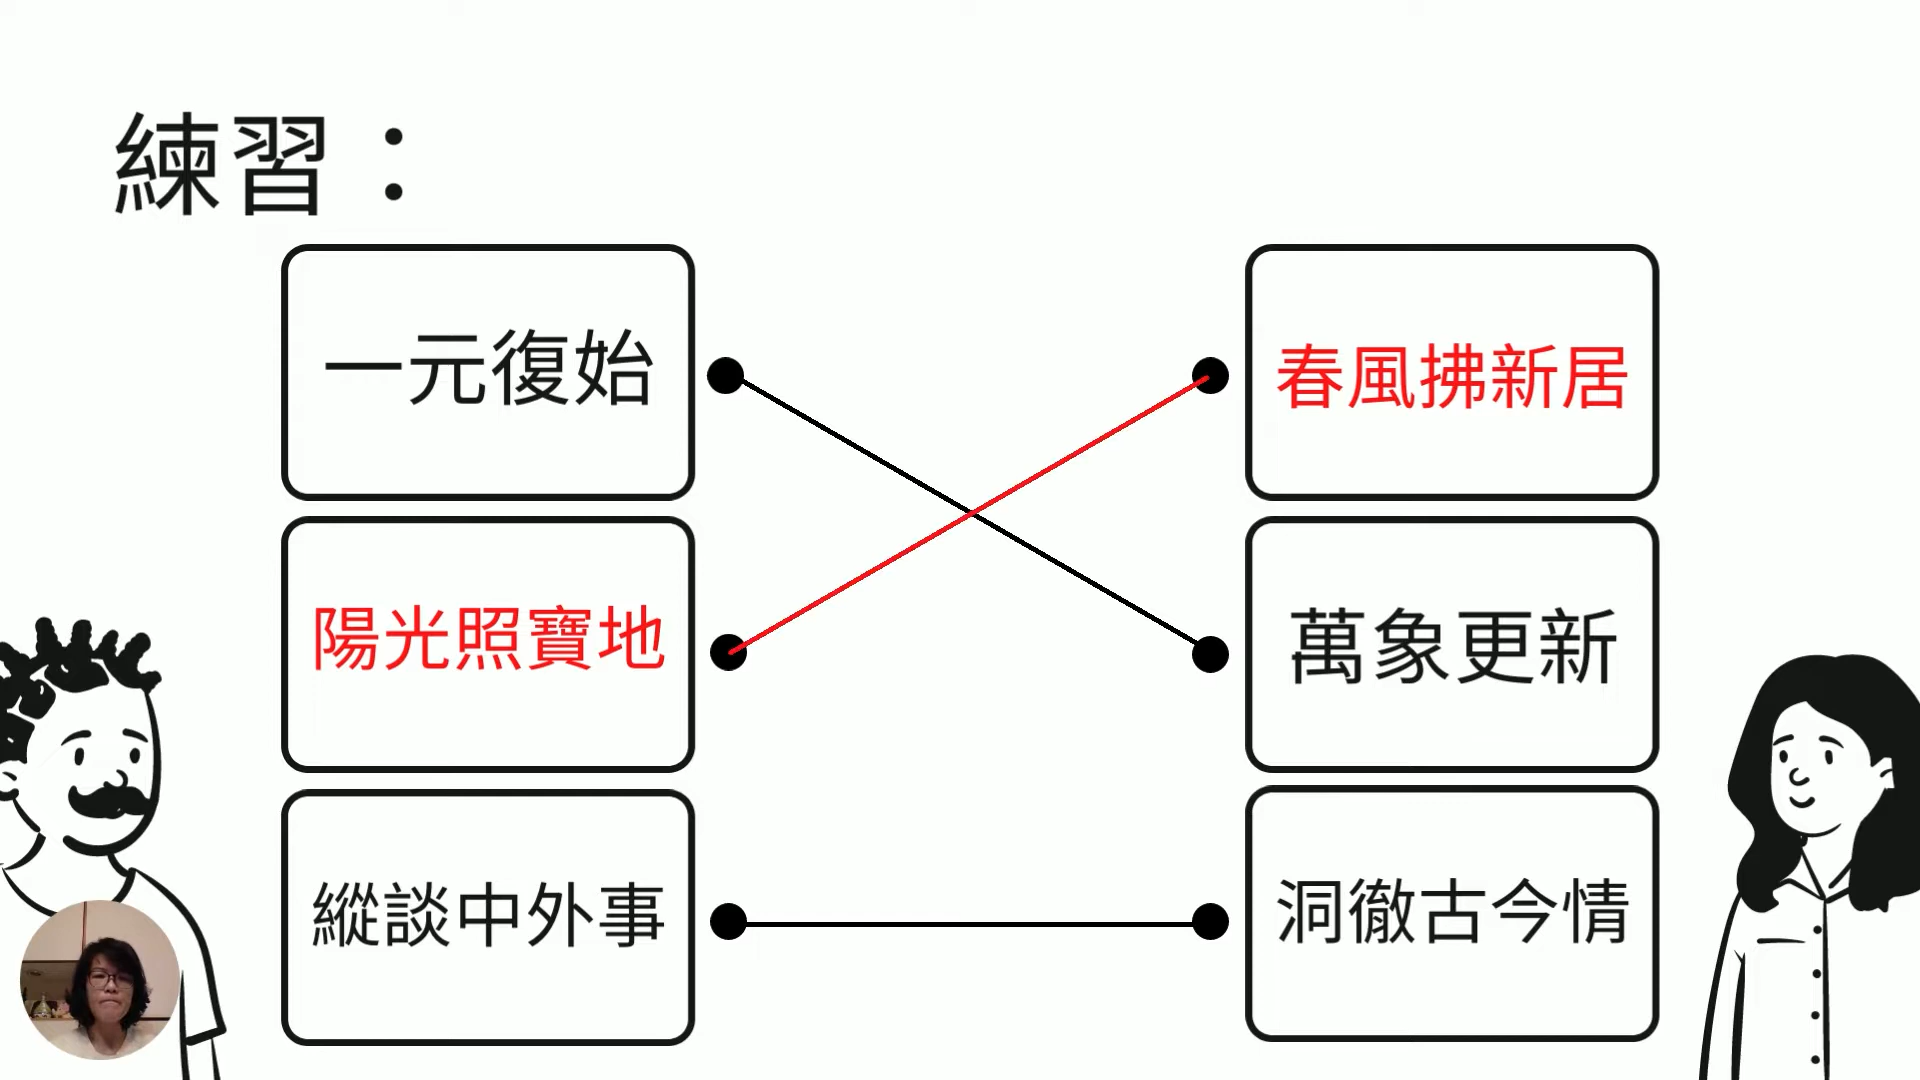 練習：
一元復始
春風拂新居
陽光照寶地
萬象更新
縱談中外事
洞徹古今情